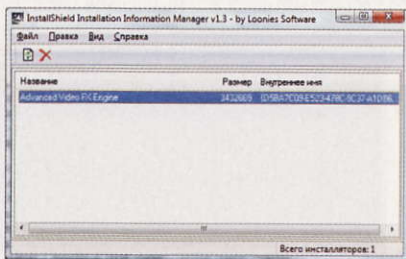 InstallShield Installation Information Manager v1.3 - by Loonies Software
Файл Правка Вид Справка
Название Размер Внутреннее имя
Advanced Video FX Engine 3432669
Всего инсталляторов: 1